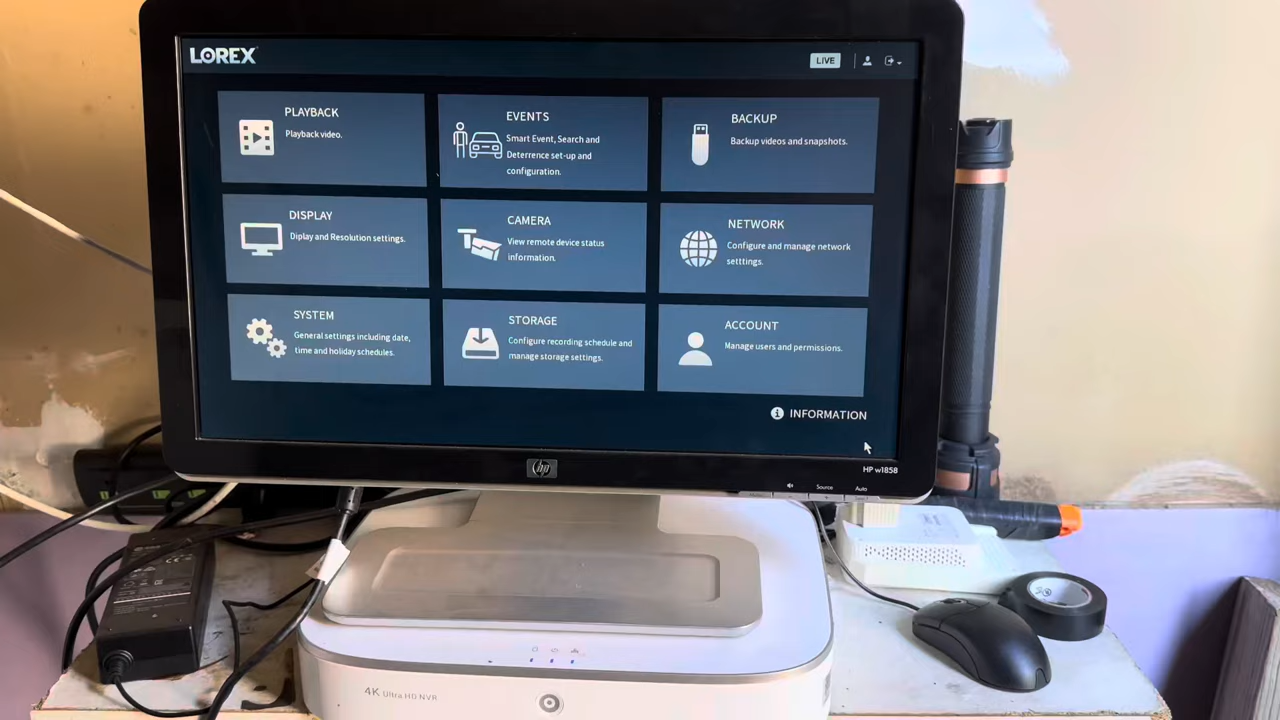 LOREX
LIVE
PLAYBACK
Playback video.
EVENTS
Smart Event, Search and
Deterrence set-up and
configuration.
BACKUP
Backup videos and snapshots.
DISPLAY
Diplay and Resolution settings.
CAMERA
View remote device status
information.
NETWORK
Configure and manage network
setttings.
SYSTEM
General settings including date,
time and holiday schedules.
STORAGE
Configure recording schedule and
manage storage settings.
ACCOUNT
Manage users and permissions.
INFORMATION
hp
HP w1858
Source
Auto
4K Ultra HD NVR